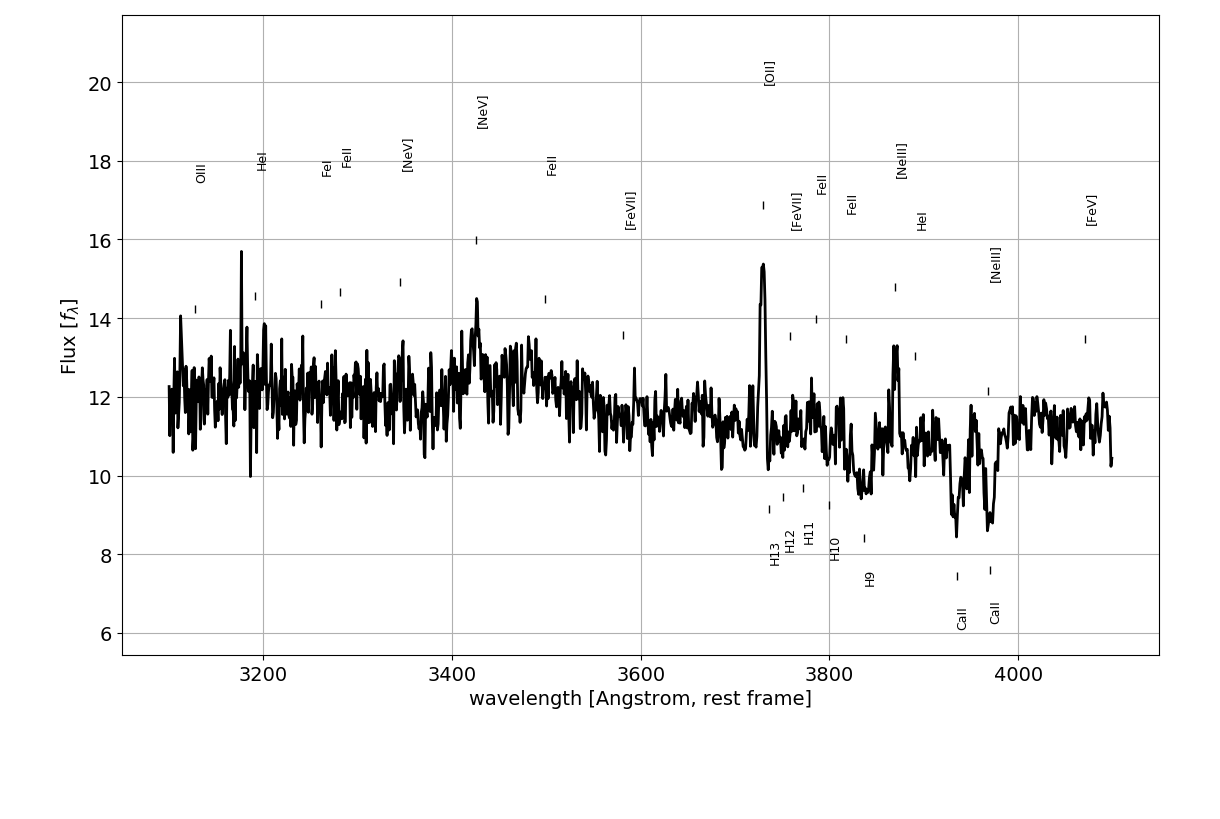 [OII]
20
[NeV]
18
OIII
HeI
FeI
FeII
[NeV]
FeII
[NeIII]
FeII
[FeVII]
[FeVII]
FeII
HeI
[FeV]
16
[NeIII]
14
Flux [fλ]
12
10
8
H13
H12
H11
H10
H9
CaII
CaII
6
3200 3400 3600 3800 4000
wavelength [Angstrom, rest frame]